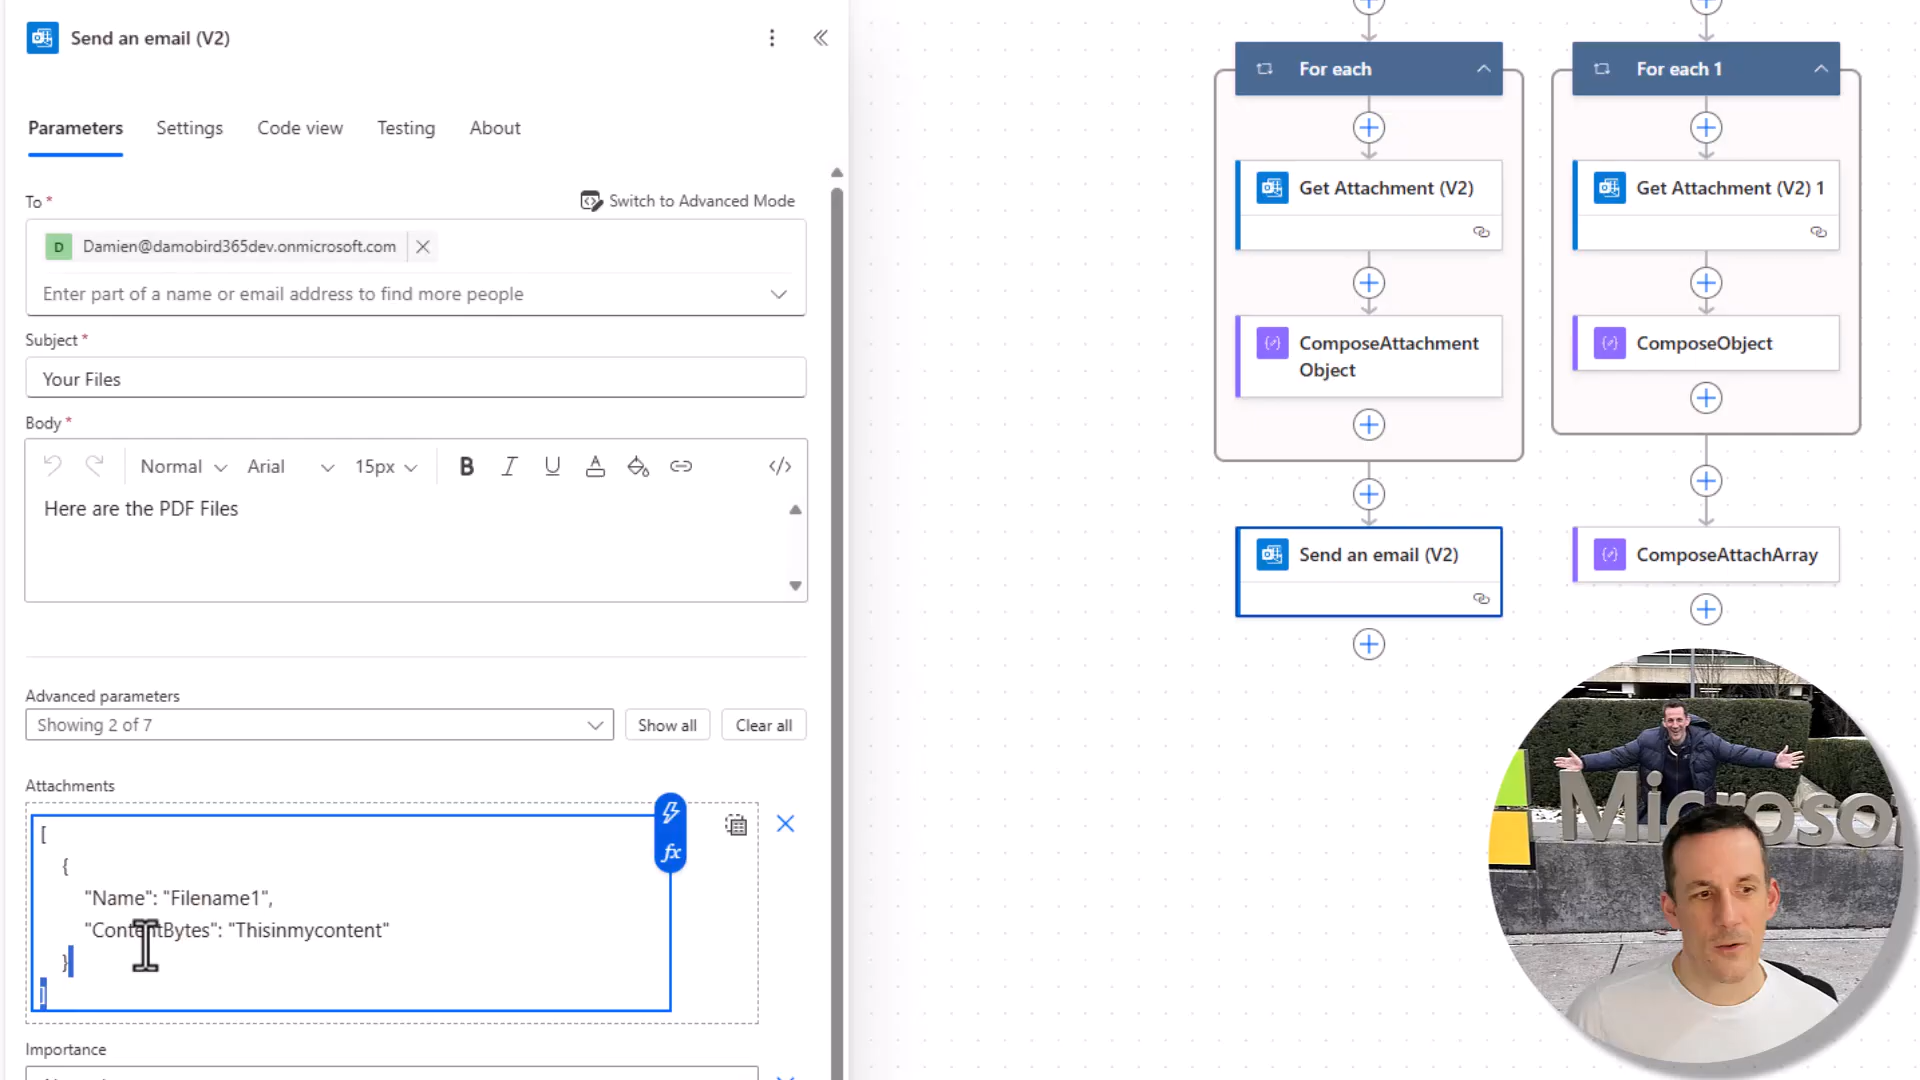 Send an email (V2)
Parameters
Settings
Code view
Testing
About
To *
Switch to Advanced Mode
D
Damien@damobird365dev.onmicrosoft.com
Enter part of a name or email address to find more people
Subject *
Your Files
Body *
Normal
Arial
15px
B
I
U
A
</>
Here are the PDF Files
Advanced parameters
Showing 2 of 7
Show all
Clear all
Attachments
[
{
"Name": "Filename1",
"ContentBytes": "Thisinmycontent"
}
]
fx
Importance
For each
Get Attachment (V2)
ComposeAttachment
Object
Send an email (V2)
For each 1
Get Attachment (V2) 1
ComposeObject
ComposeAttachArray
Microso